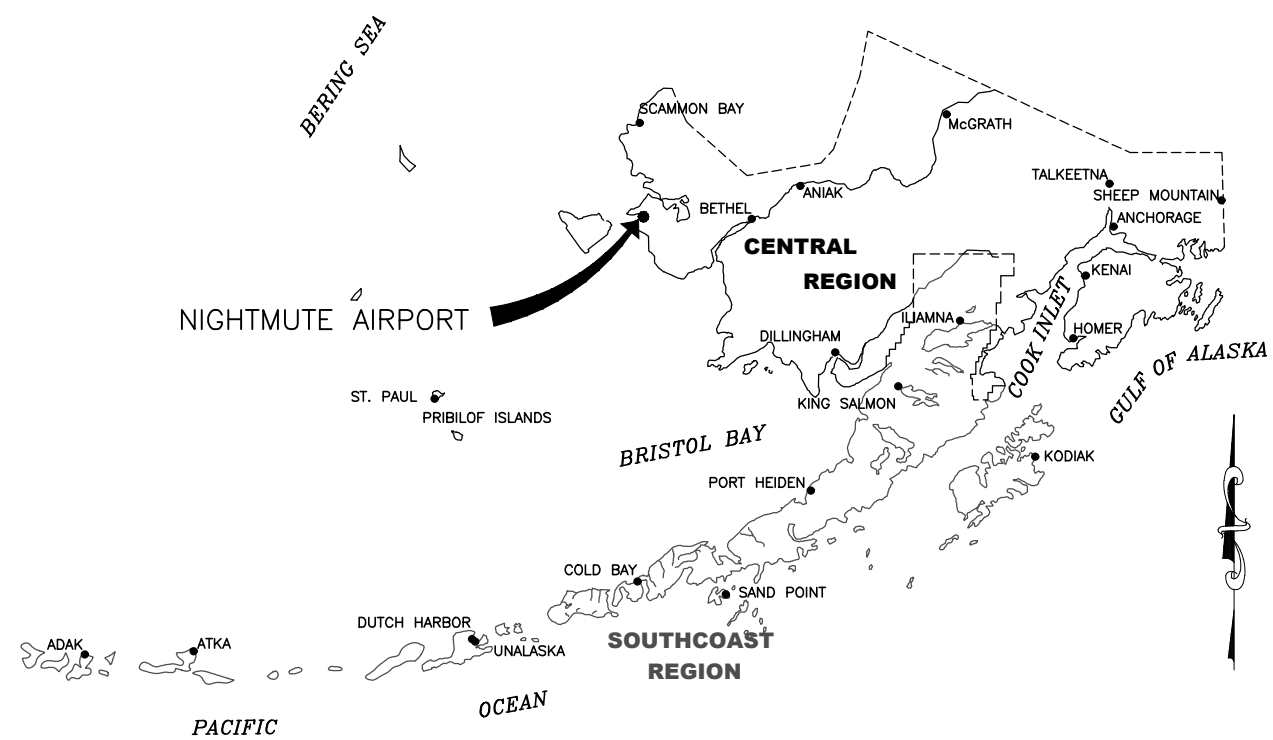 BERING SEA
SCAMMON BAY
McGRATH
TALKEETNA
SHEEP MOUNTAIN
ANIAK
BETHEL
ANCHORAGE
CENTRAL
REGION
KENAI
NIGHTMUTE AIRPORT
ILIAMNA
COOK INLET
DILLINGHAM
HOMER
GULF OF ALASKA
ST. PAUL
PRIBILOF ISLANDS
KING SALMON
BRISTOL BAY
KODIAK
PORT HEIDEN
COLD BAY
SAND POINT
DUTCH HARBOR
UNALASKA
SOUTHCOAST
REGION
ADAK
ATKA
OCEAN
PACIFIC